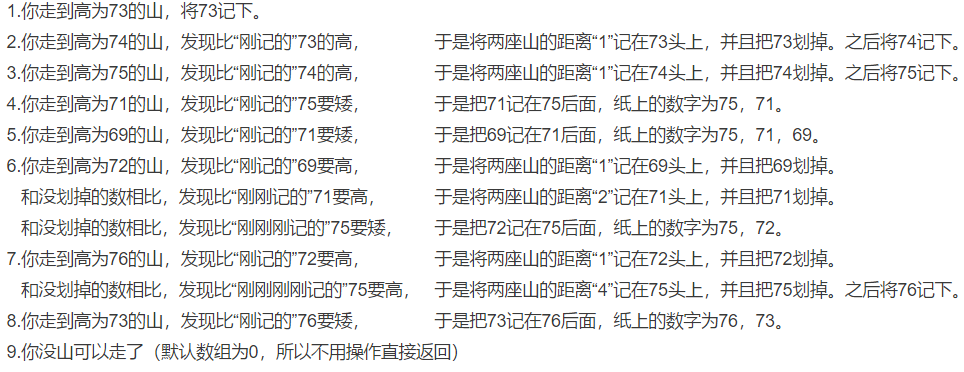 1.你走到高为73的山，将73记下。
2.你走到高为74的山，发现比“刚记的”73的高， 于是将两座山的距离“1”记在73头上，并且把73划掉。之后将74记下。
3.你走到高为75的山，发现比“刚记的”74的高， 于是将两座山的距离“1”记在74头上，并且把74划掉。之后将75记下。
4.你走到高为71的山，发现比“刚记的”75要矮， 于是把71记在75后面，纸上的数字为75，71。
5.你走到高为69的山，发现比“刚记的”71要矮， 于是把69记在71后面，纸上的数字为75，71，69。
6.你走到高为72的山，发现比“刚记的”69要高， 于是将两座山的距离“1”记在69头上，并且把69划掉。
和没划掉的数相比，发现比“刚刚记的”71要高， 于是将两座山的距离“2”记在71头上，并且把71划掉。
和没划掉的数相比，发现比“刚刚刚记的”75要矮， 于是把72记在75后面，纸上的数字为75，72。
7.你走到高为76的山，发现比“刚记的”72要高， 于是将两座山的距离“1”记在72头上，并且把72划掉。
和没划掉的数相比，发现比“刚刚刚刚记的”75要高， 于是将两座山的距离“4”记在75头上，并且把75划掉。之后将76记下。
8.你走到高为73的山，发现比“刚记的”76要矮， 于是把73记在76后面，纸上的数字为76，73。
9.你没山可以走了（默认数组为0，所以不用操作直接返回）